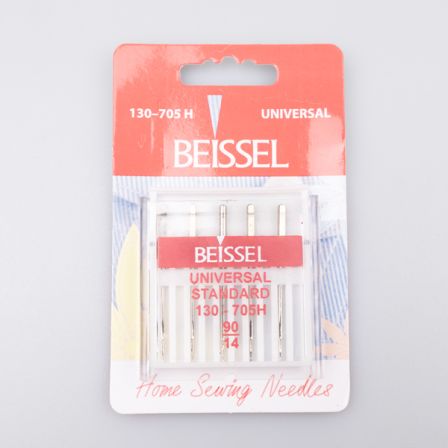 130-705 H UNIVERSAL
BEISSEL
BEISSEL
UNIVERSAL
STANDARD
130 - 705H
90
14
Home Sewing Needles